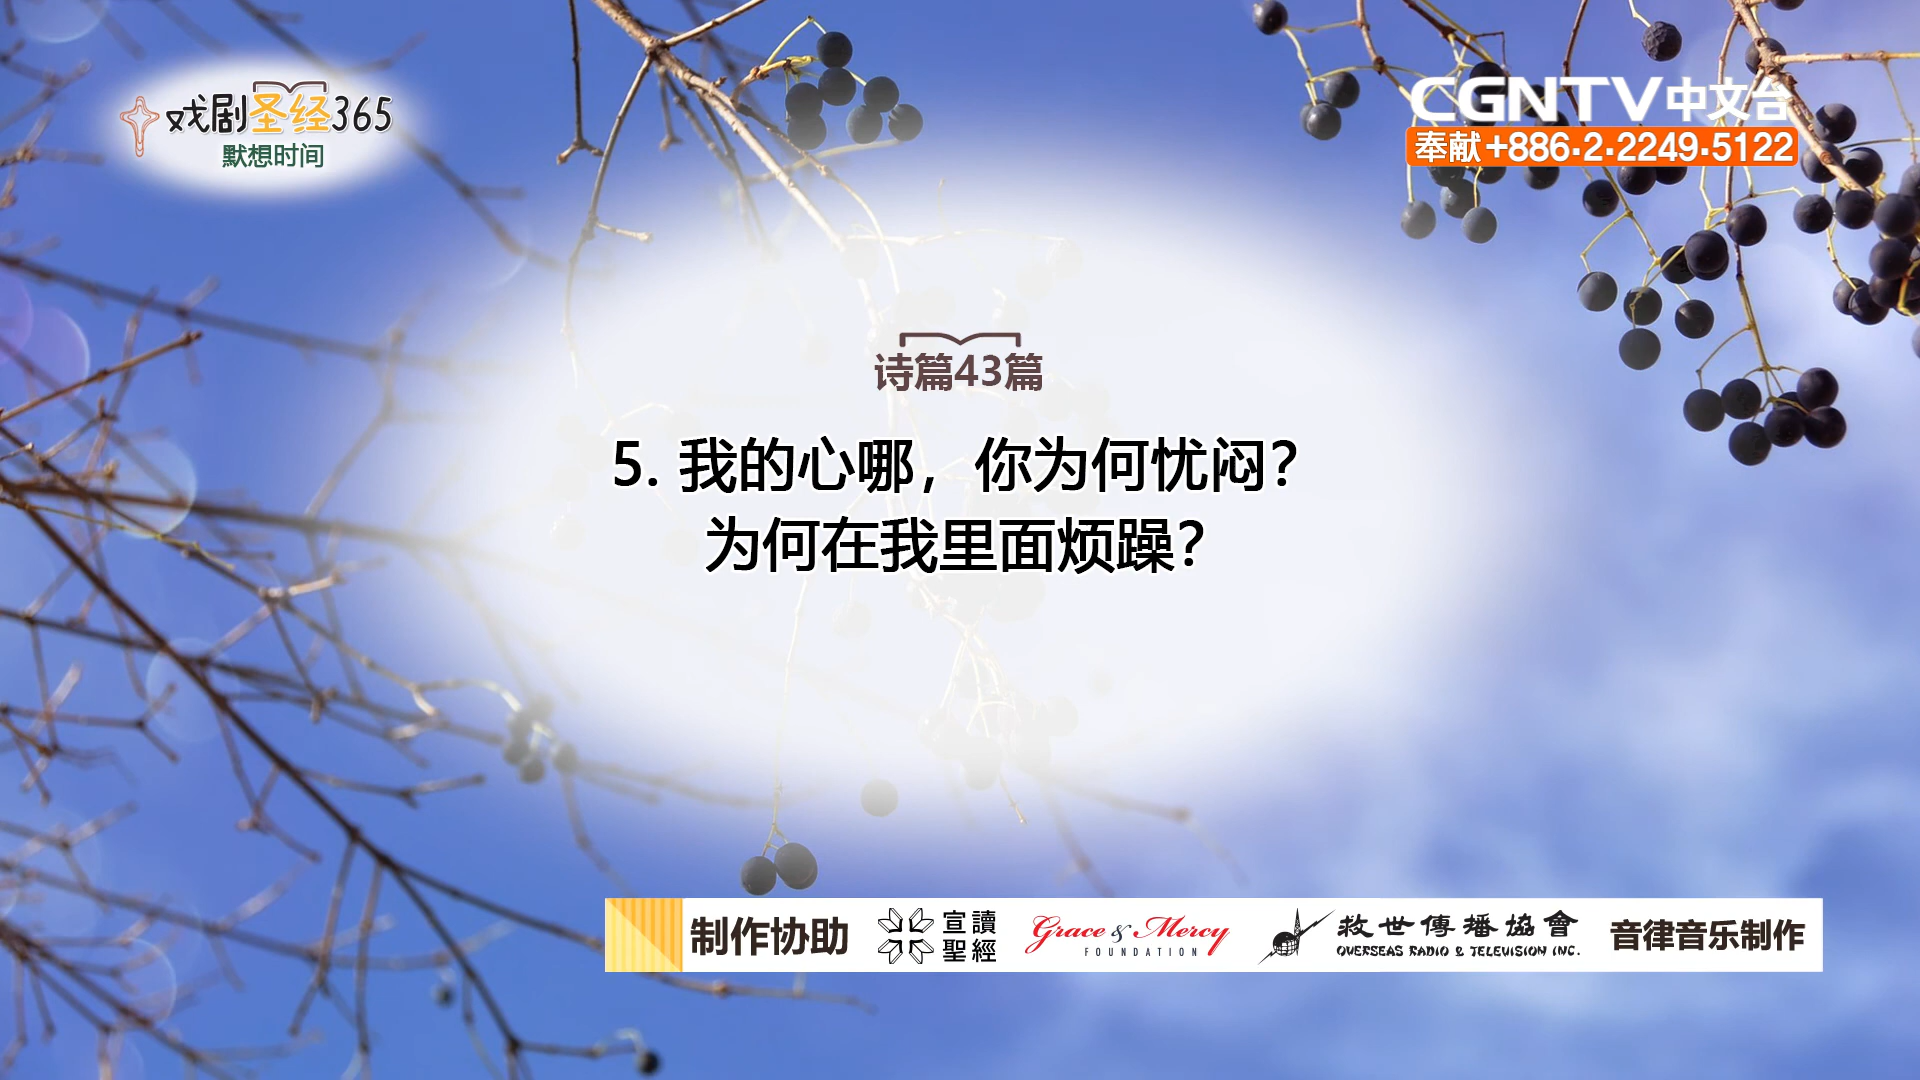 戏剧圣经365
默想时间
CGNTV中文台
奉献+886·2·2249·5122
诗篇43篇
5. 我的心哪，你为何忧闷？
为何在我里面烦躁？
制作协助
宣讀
聖經
Grace & Mercy
FOUNDATION
救世傳播協會
OVERSEAS RADIO & TELEVISION INC.
音律音乐制作